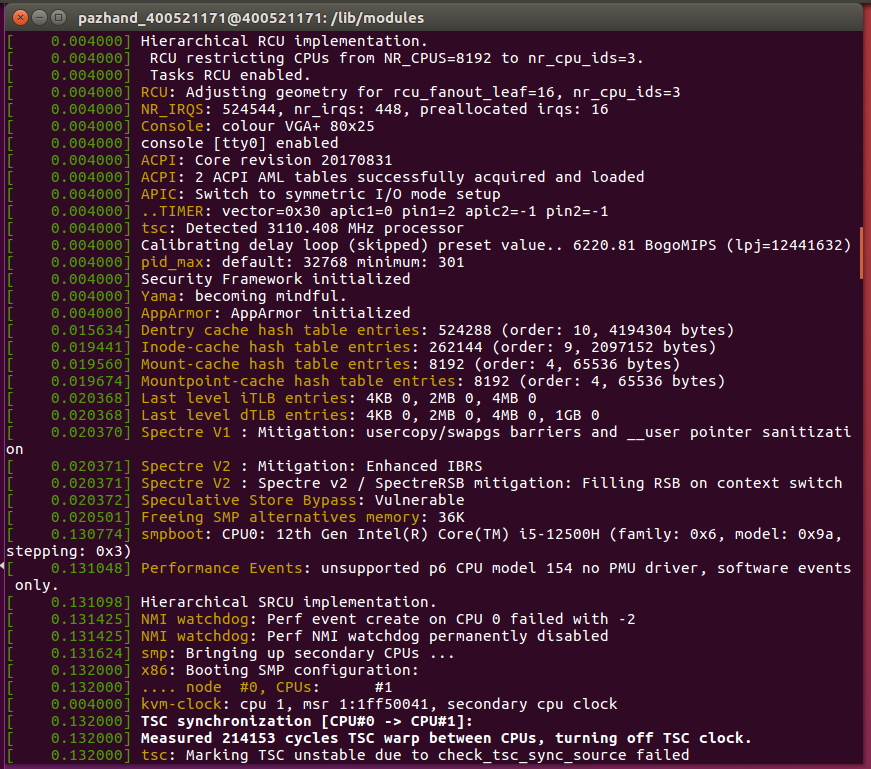 pazhand_400521171@400521171: /lib/modules
[    0.004000] Hierarchical RCU implementation.
[    0.004000]  RCU restricting CPUs from NR_CPUS=8192 to nr_cpu_ids=3.
[    0.004000]  Tasks RCU enabled.
[    0.004000] RCU: Adjusting geometry for rcu_fanout_leaf=16, nr_cpu_ids=3
[    0.004000] NR_IRQS: 524544, nr_irqs: 448, preallocated irqs: 16
[    0.004000] Console: colour VGA+ 80x25
[    0.004000] console [tty0] enabled
[    0.004000] ACPI: Core revision 20170831
[    0.004000] ACPI: 2 ACPI AML tables successfully acquired and loaded
[    0.004000] APIC: Switch to symmetric I/O mode setup
[    0.004000] ..TIMER: vector=0x30 apic1=0 pin1=2 apic2=-1 pin2=-1
[    0.004000] tsc: Detected 3110.408 MHz processor
[    0.004000] Calibrating delay loop (skipped) preset value.. 6220.81 BogoMIPS (lpj=12441632)
[    0.004000] pid_max: default: 32768 minimum: 301
[    0.004000] Security Framework initialized
[    0.004000] Yama: becoming mindful.
[    0.004000] AppArmor: AppArmor initialized
[    0.015634] Dentry cache hash table entries: 524288 (order: 10, 4194304 bytes)
[    0.019441] Inode-cache hash table entries: 262144 (order: 9, 2097152 bytes)
[    0.019560] Mount-cache hash table entries: 8192 (order: 4, 65536 bytes)
[    0.019674] Mountpoint-cache hash table entries: 8192 (order: 4, 65536 bytes)
[    0.020368] Last level iTLB entries: 4KB 0, 2MB 0, 4MB 0
[    0.020368] Last level dTLB entries: 4KB 0, 2MB 0, 4MB 0, 1GB 0
[    0.020370] Spectre V1 : Mitigation: usercopy/swapgs barriers and __user pointer sanitizati
on
[    0.020371] Spectre V2 : Mitigation: Enhanced IBRS
[    0.020371] Spectre V2 : Spectre v2 / SpectreRSB mitigation: Filling RSB on context switch
[    0.020372] Speculative Store Bypass: Vulnerable
[    0.020501] Freeing SMP alternatives memory: 36K
[    0.130774] smpboot: CPU0: 12th Gen Intel(R) Core(TM) i5-12500H (family: 0x6, model: 0x9a,
stepping: 0x3)
[    0.131048] Performance Events: unsupported p6 CPU model 154 no PMU driver, software events
 only.
[    0.131098] Hierarchical SRCU implementation.
[    0.131425] NMI watchdog: Perf event create on CPU 0 failed with -2
[    0.131425] NMI watchdog: Perf NMI watchdog permanently disabled
[    0.131624] smp: Bringing up secondary CPUs ...
[    0.132000] x86: Booting SMP configuration:
[    0.132000] .... node  #0, CPUs:      #1
[    0.004000] kvm-clock: cpu 1, msr 1:1ff50041, secondary cpu clock
[    0.132000] TSC synchronization [CPU#0 -> CPU#1]:
[    0.132000] Measured 214153 cycles TSC warp between CPUs, turning off TSC clock.
[    0.132000] tsc: Marking TSC unstable due to check_tsc_sync_source failed